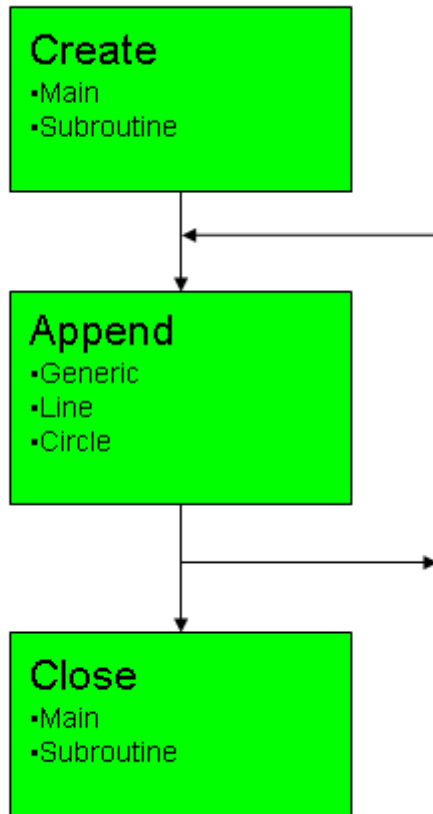 Create
▪Main
▪Subroutine
Append
▪Generic
▪Line
▪Circle
Close
▪Main
▪Subroutine